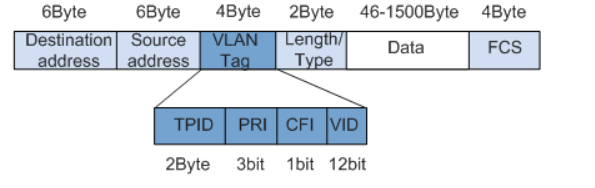 6Byte 6Byte 4Byte 2Byte 46-1500Byte 4Byte
Destination address Source address VLAN Tag Length/ Type Data FCS
TPID PRI CFI VID
2Byte 3bit 1bit 12bit